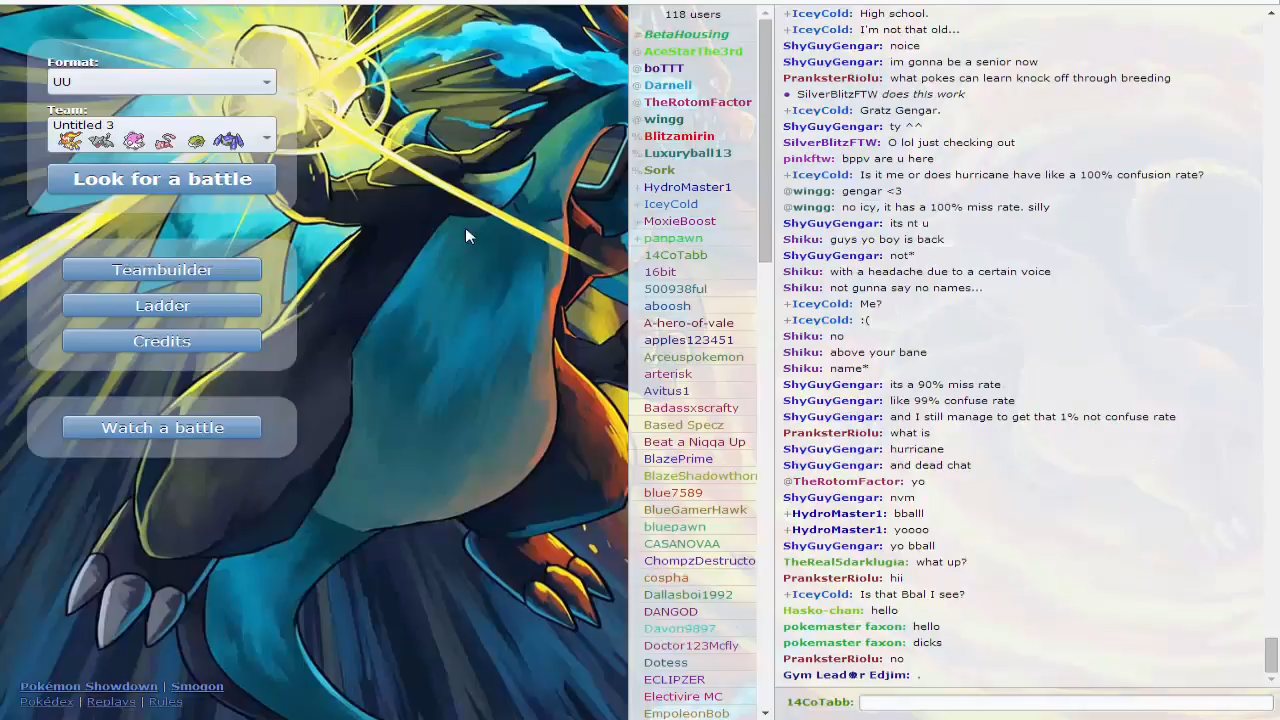 Format:
UU
Team:
Untitled 3
Look for a battle
Teambuilder
Ladder
Credits
Watch a battle
Pokémon Showdown | Smogon
Pokédex | Replays | Rules
118 users
BetaHousing
@ AceStarThe3rd
@ boTTT
@ Darnell
@ TheRotomFactor
@ wingg
% Blitzamirin
% Luxuryball13
% Sork
+ HydroMaster1
+ IceyCold
+ MoxieBoost
+ panpawn
14CoTabb
16bit
500938ful
aboosh
A-hero-of-vale
apples123451
Arceuspokemon
arterisk
Avitus1
Badassxscrafty
Based Specz
Beat a Niqqa Up
BlazePrime
BlazeShadowthorn
blue7589
BlueGamerHawk
bluepawn
CASANOVAA
ChompzDestructo
cospha
Dallasboi1992
DANGOD
Davon9897
Doctor123Mcfly
Dotess
ECLIPZER
Electivire MC
EmpoleonBob
+IceyCold: High school.
+IceyCold: I'm not that old...
ShyGuyGengar: noice
ShyGuyGengar: im gonna be a senior now
PranksterRiolu: what pokes can learn knock off through breeding
• SilverBlitzFTW does this work
+IceyCold: Gratz Gengar.
ShyGuyGengar: ty ^^
SilverBlitzFTW: O lol just checking out
pinkftw: bppv are u here
+IceyCold: Is it me or does hurricane have like a 100% confusion rate?
@wingg: gengar <3
@wingg: no icy, it has a 100% miss rate. silly
ShyGuyGengar: its nt u
Shiku: guys yo boy is back
ShyGuyGengar: not*
Shiku: with a headache due to a certain voice
Shiku: not gunna say no names...
+IceyCold: Me?
+IceyCold: :(
Shiku: no
Shiku: above your bane
Shiku: name*
ShyGuyGengar: its a 90% miss rate
ShyGuyGengar: like 99% confuse rate
ShyGuyGengar: and I still manage to get that 1% not confuse rate
PranksterRiolu: what is
ShyGuyGengar: hurricane
ShyGuyGengar: and dead chat
@TheRotomFactor: yo
ShyGuyGengar: nvm
+HydroMaster1: bballl
+HydroMaster1: yoooo
ShyGuyGengar: yo bball
TheReal5darklugia: what up?
PranksterRiolu: hii
+IceyCold: Is that Bbal I see?
Hasko-chan: hello
pokemaster faxon: hello
pokemaster faxon: dicks
PranksterRiolu: no
Gym Lead☻r Edjim: .
14CoTabb: